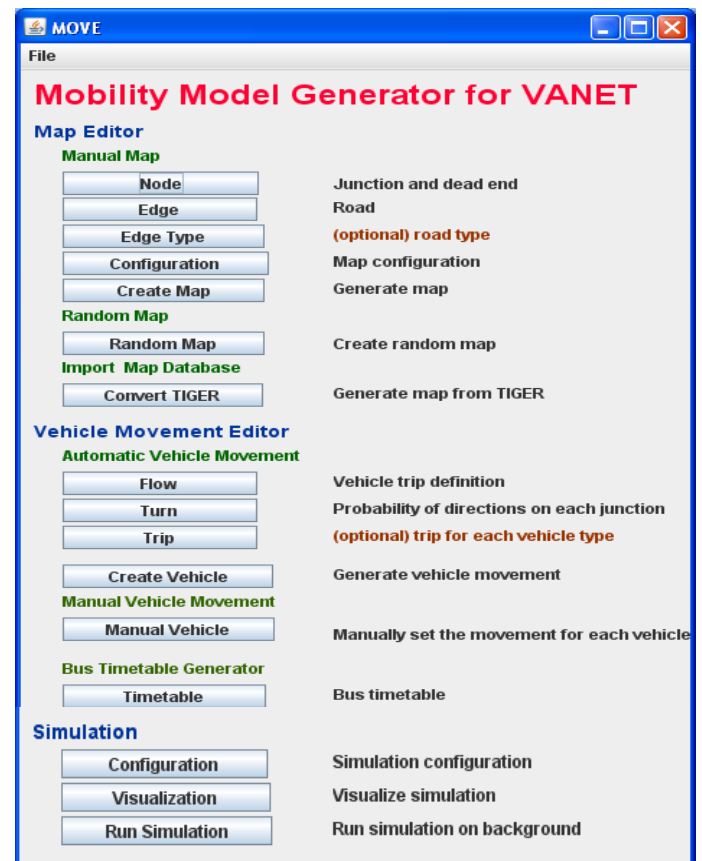 MOVE
File
Mobility Model Generator for VANET
Map Editor
Manual Map
Node Junction and dead end
Edge Road
Edge Type (optional) road type
Configuration Map configuration
Create Map Generate map
Random Map
Random Map Create random map
Import Map Database
Convert TIGER Generate map from TIGER
Vehicle Movement Editor
Automatic Vehicle Movement
Flow Vehicle trip definition
Turn Probability of directions on each junction
Trip (optional) trip for each vehicle type
Create Vehicle Generate vehicle movement
Manual Vehicle Movement
Manual Vehicle Manually set the movement for each vehicle
Bus Timetable Generator
Timetable Bus timetable
Simulation
Configuration Simulation configuration
Visualization Visualize simulation
Run Simulation Run simulation on background